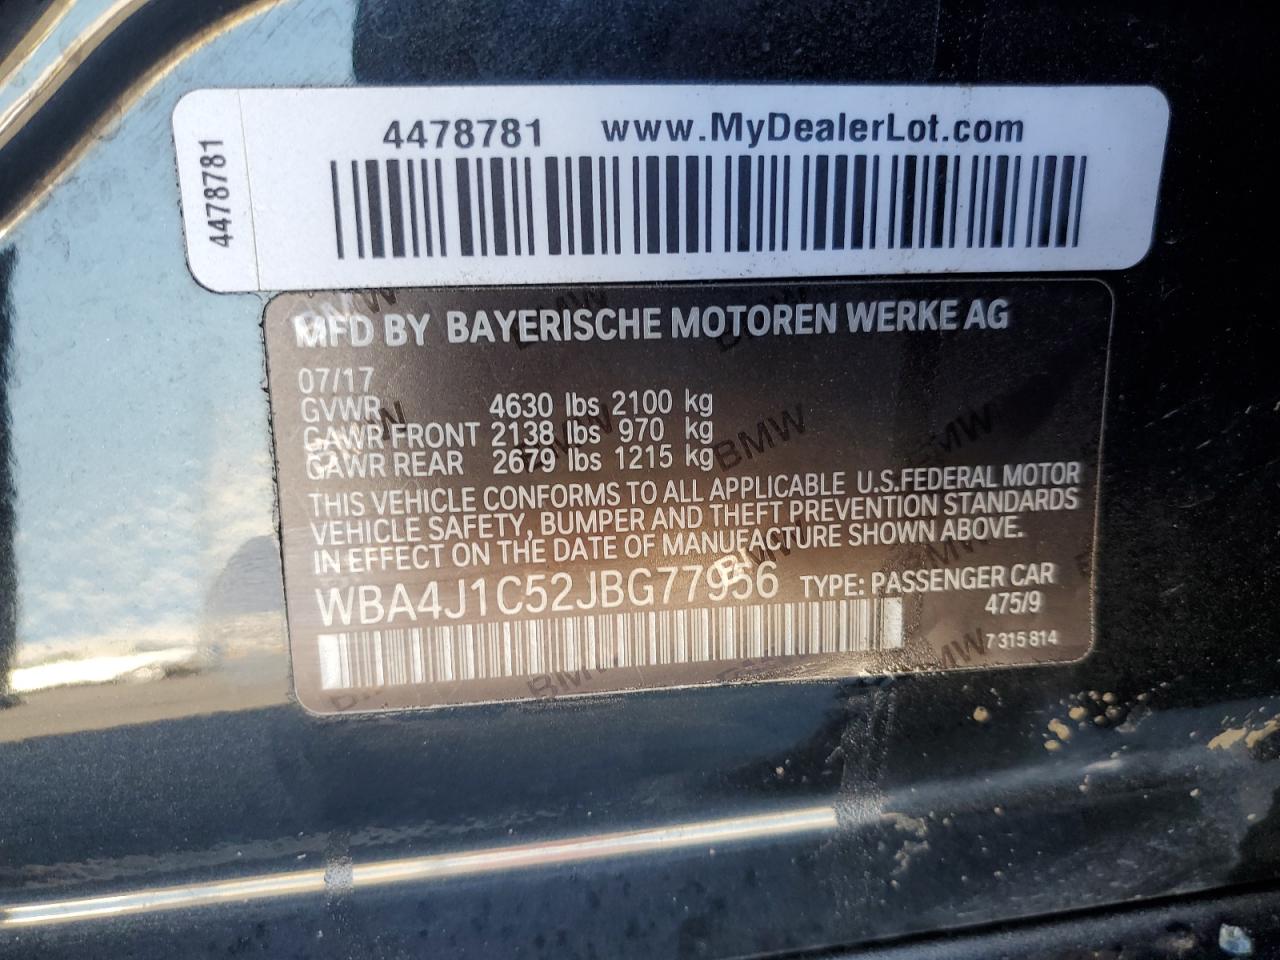 4478781 www.MyDealerLot.com
4478781
MFD BY BAYERISCHE MOTOREN WERKE AG
07/17
GVWR 4630 lbs 2100 kg
GAWR FRONT 2138 lbs 970 kg
GAWR REAR 2679 lbs 1215 kg
THIS VEHICLE CONFORMS TO ALL APPLICABLE U.S.FEDERAL MOTOR
VEHICLE SAFETY, BUMPER AND THEFT PREVENTION STANDARDS
IN EFFECT ON THE DATE OF MANUFACTURE SHOWN ABOVE.
WBA4J1C52JBG77956 TYPE: PASSENGER CAR
475/9
7 315 814